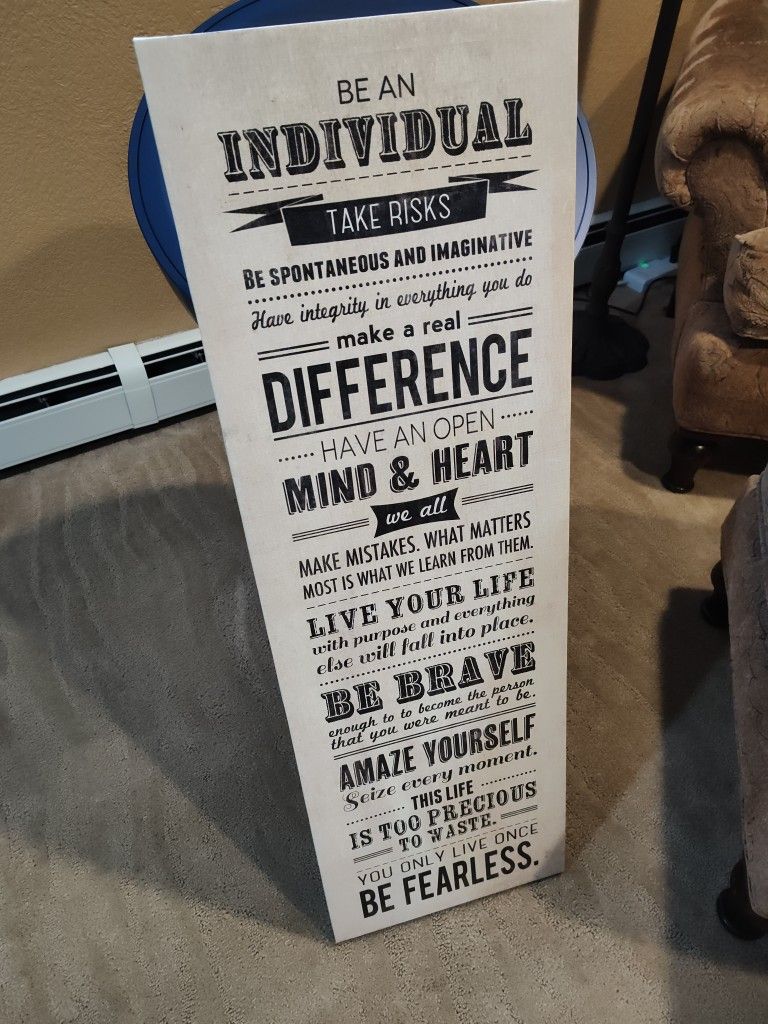 BE AN
INDIVIDUAL
TAKE RISKS
BE SPONTANEOUS AND IMAGINATIVE
Have integrity in everything you do
make a real
DIFFERENCE
HAVE AN OPEN
MIND & HEART
we all
MAKE MISTAKES. WHAT MATTERS
MOST IS WHAT WE LEARN FROM THEM.
LIVE YOUR LIFE
with purpose and everything
else will fall into place.
BE BRAVE
enough to to become the person
that you were meant to be.
AMAZE YOURSELF
Seize every moment.
THIS LIFE
IS TOO PRECIOUS
TO WASTE.
YOU ONLY LIVE ONCE
BE FEARLESS.